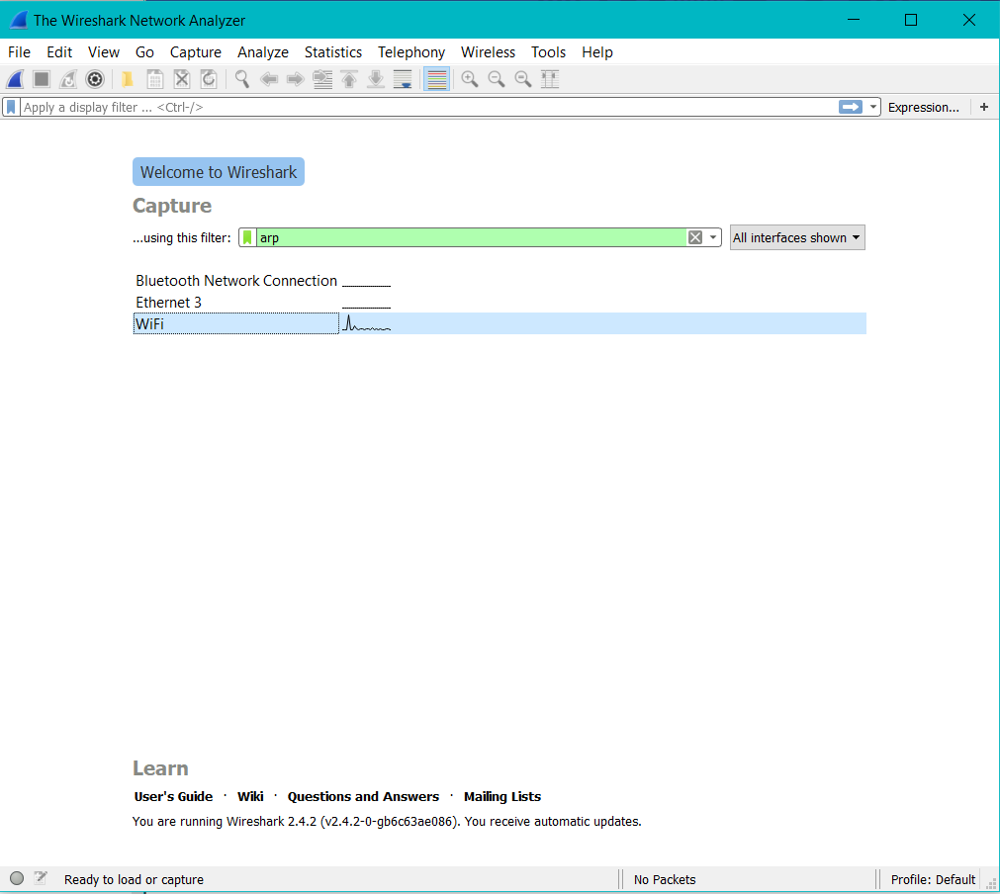 The Wireshark Network Analyzer
File Edit View Go Capture Analyze Statistics Telephony Wireless Tools Help
Apply a display filter ... <Ctrl-/> Expression... +
Welcome to Wireshark
Capture
...using this filter: arp All interfaces shown
Bluetooth Network Connection
Ethernet 3
WiFi
Learn
User's Guide · Wiki · Questions and Answers · Mailing Lists
You are running Wireshark 2.4.2 (v2.4.2-0-gb6c63ae086). You receive automatic updates.
Ready to load or capture No Packets Profile: Default